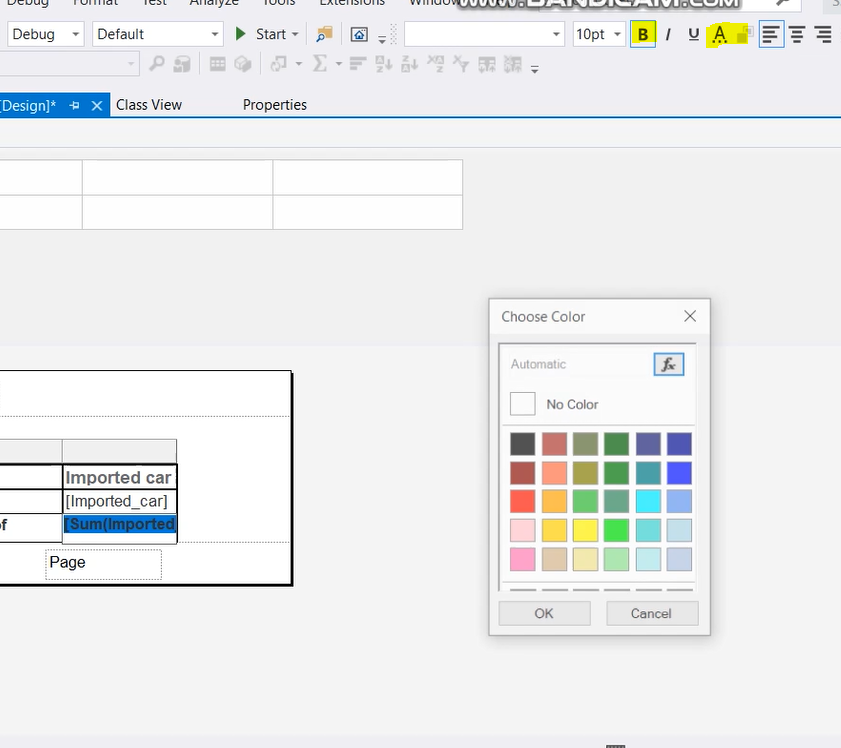 Debug Format Test Analyze Tools Extensions Window
www.BANDICAM.com
Debug Default Start 10pt B I U A
Σ
[Design]* Class View Properties
Choose Color
Automatic fx
No Color
Imported car
[Imported_car]
of [Sum(Imported
Page
OK Cancel